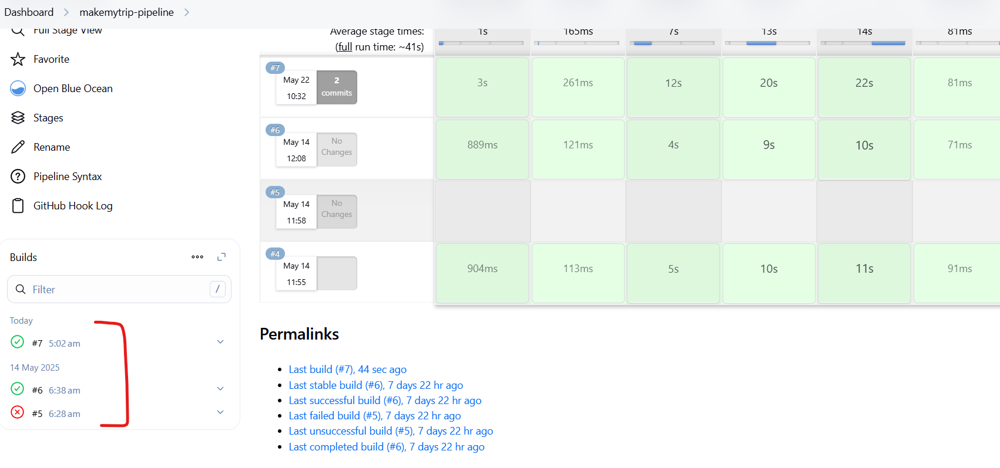 Dashboard
makemytrip-pipeline
Full Stage View
Favorite
Open Blue Ocean
Stages
Rename
Pipeline Syntax
GitHub Hook Log
Builds
Filter
/
Today
#7 5:02 am
14 May 2025
#6 6:38 am
#5 6:28 am
Average stage times:
(full run time: ~41s)
1s
165ms
7s
13s
14s
81ms
#7
May 22
10:32
2
commits
3s
261ms
12s
20s
22s
81ms
#6
May 14
12:08
No
Changes
889ms
121ms
4s
9s
10s
71ms
#5
May 14
11:58
No
Changes
#4
May 14
11:55
904ms
113ms
5s
10s
11s
91ms
Permalinks
Last build (#7), 44 sec ago
Last stable build (#6), 7 days 22 hr ago
Last successful build (#6), 7 days 22 hr ago
Last failed build (#5), 7 days 22 hr ago
Last unsuccessful build (#5), 7 days 22 hr ago
Last completed build (#6), 7 days 22 hr ago